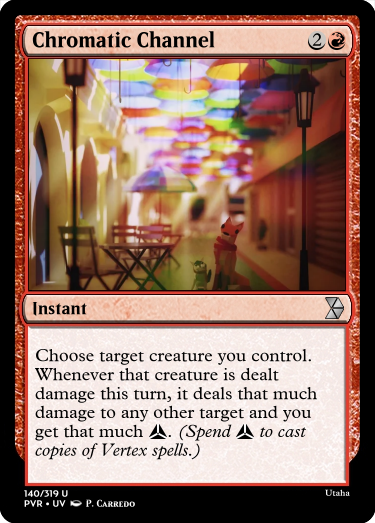 Chromatic Channel 2
Instant
Choose target creature you control.
Whenever that creature is dealt
damage this turn, it deals that much
damage to any other target and you
get that much . (Spend to cast
copies of Vertex spells.)
140/319 U
PVR • UV P. Carredo
Utaha